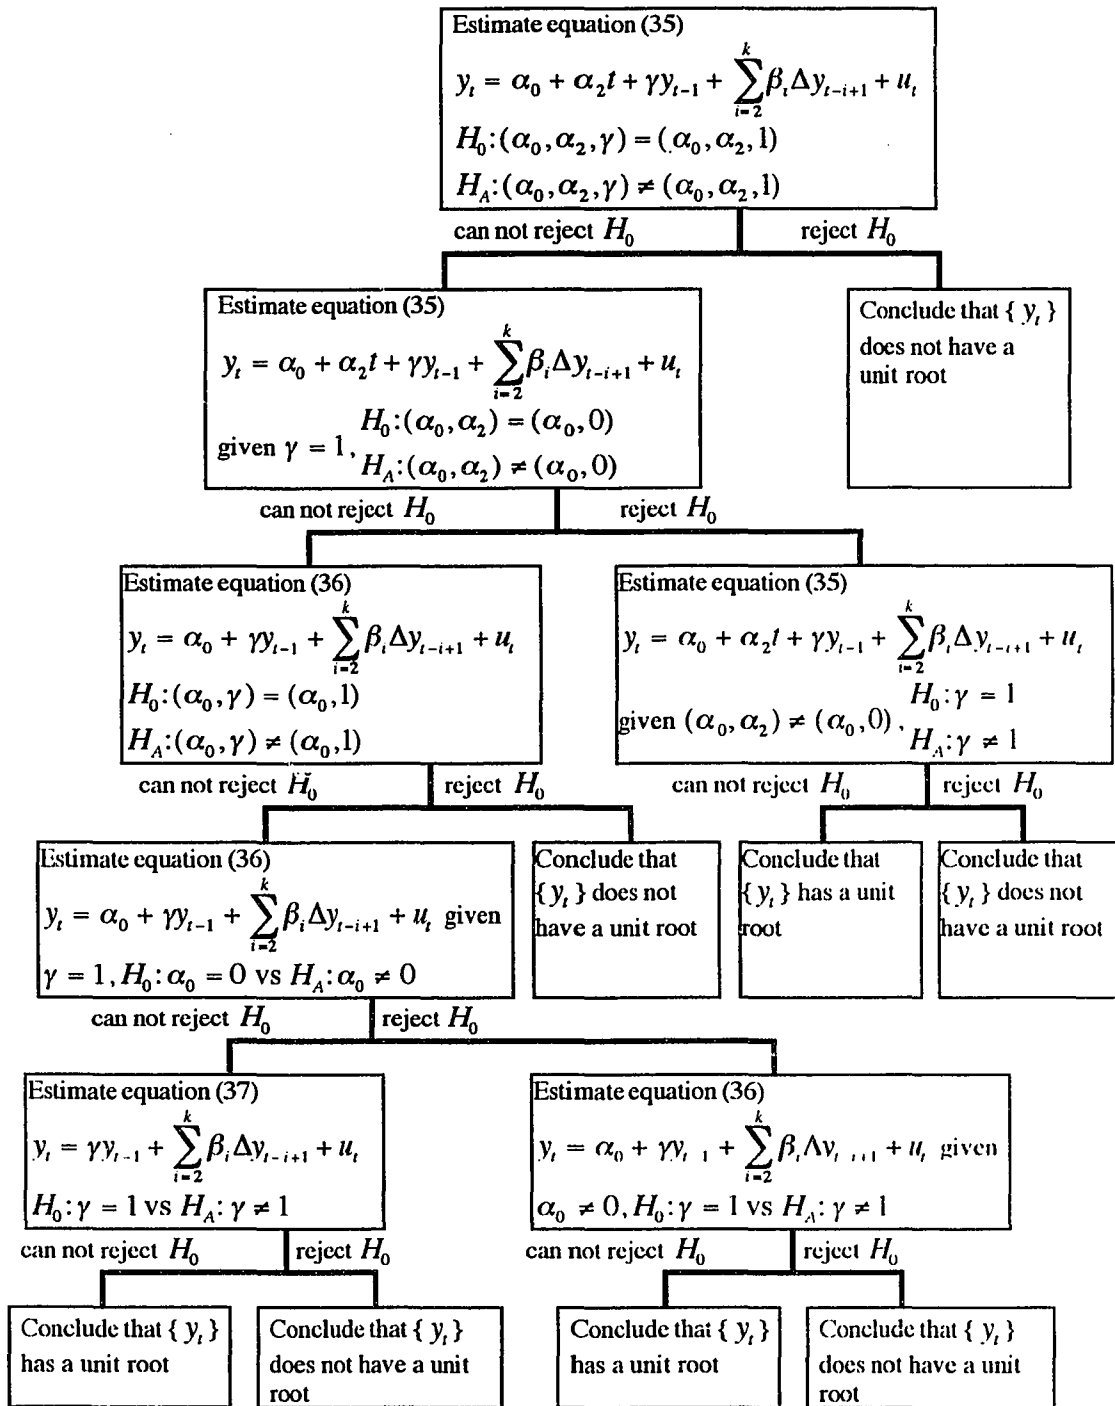 Estimate equation (35)
y_t = α_0 + α_2 t + γy_{t-1} + \sum_{i=2}^{k} β_i Δy_{t-i+1} + u_t
H_0:(α_0, α_2, γ) = (α_0, α_2, 1)
H_A:(α_0, α_2, γ) ≠ (α_0, α_2, 1)
can not reject H_0 reject H_0
Estimate equation (35)
y_t = α_0 + α_2 t + γy_{t-1} + \sum_{i=2}^{k} β_i Δy_{t-i+1} + u_t
given γ = 1, H_0:(α_0, α_2) = (α_0, 0)
H_A:(α_0, α_2) ≠ (α_0, 0)
Conclude that { y_t }
does not have a
unit root
can not reject H_0 reject H_0
Estimate equation (36)
y_t = α_0 + γy_{t-1} + \sum_{i=2}^{k} β_i Δy_{t-i+1} + u_t
H_0:(α_0, γ) = (α_0, 1)
H_A:(α_0, γ) ≠ (α_0, 1)
can not reject H_0 reject H_0
Estimate equation (35)
y_t = α_0 + α_2 t + γy_{t-1} + \sum_{i=2}^{k} β_i Δy_{t-i+1} + u_t
given (α_0, α_2) ≠ (α_0, 0), H_0:γ = 1
H_A:γ ≠ 1
can not reject H_0 reject H_0
Estimate equation (36)
y_t = α_0 + γy_{t-1} + \sum_{i=2}^{k} β_i Δy_{t-i+1} + u_t given
γ = 1, H_0:α_0 = 0 vs H_A:α_0 ≠ 0
can not reject H_0 reject H_0
Conclude that
{ y_t } does not
have a unit root
Conclude that
{ y_t } has a unit
root
Conclude that
{ y_t } does not
have a unit root
Estimate equation (37)
y_t = γy_{t-1} + \sum_{i=2}^{k} β_i Δy_{t-i+1} + u_t
H_0:γ = 1 vs H_A:γ ≠ 1
can not reject H_0 reject H_0
Estimate equation (36)
y_t = α_0 + γy_{t-1} + \sum_{i=2}^{k} β_i Δy_{t-i+1} + u_t given
α_0 ≠ 0, H_0:γ = 1 vs H_A:γ ≠ 1
can not reject H_0 reject H_0
Conclude that { y_t }
has a unit root
Conclude that { y_t }
does not have a unit
root
Conclude that { y_t }
has a unit root
Conclude that { y_t }
does not have a unit
root